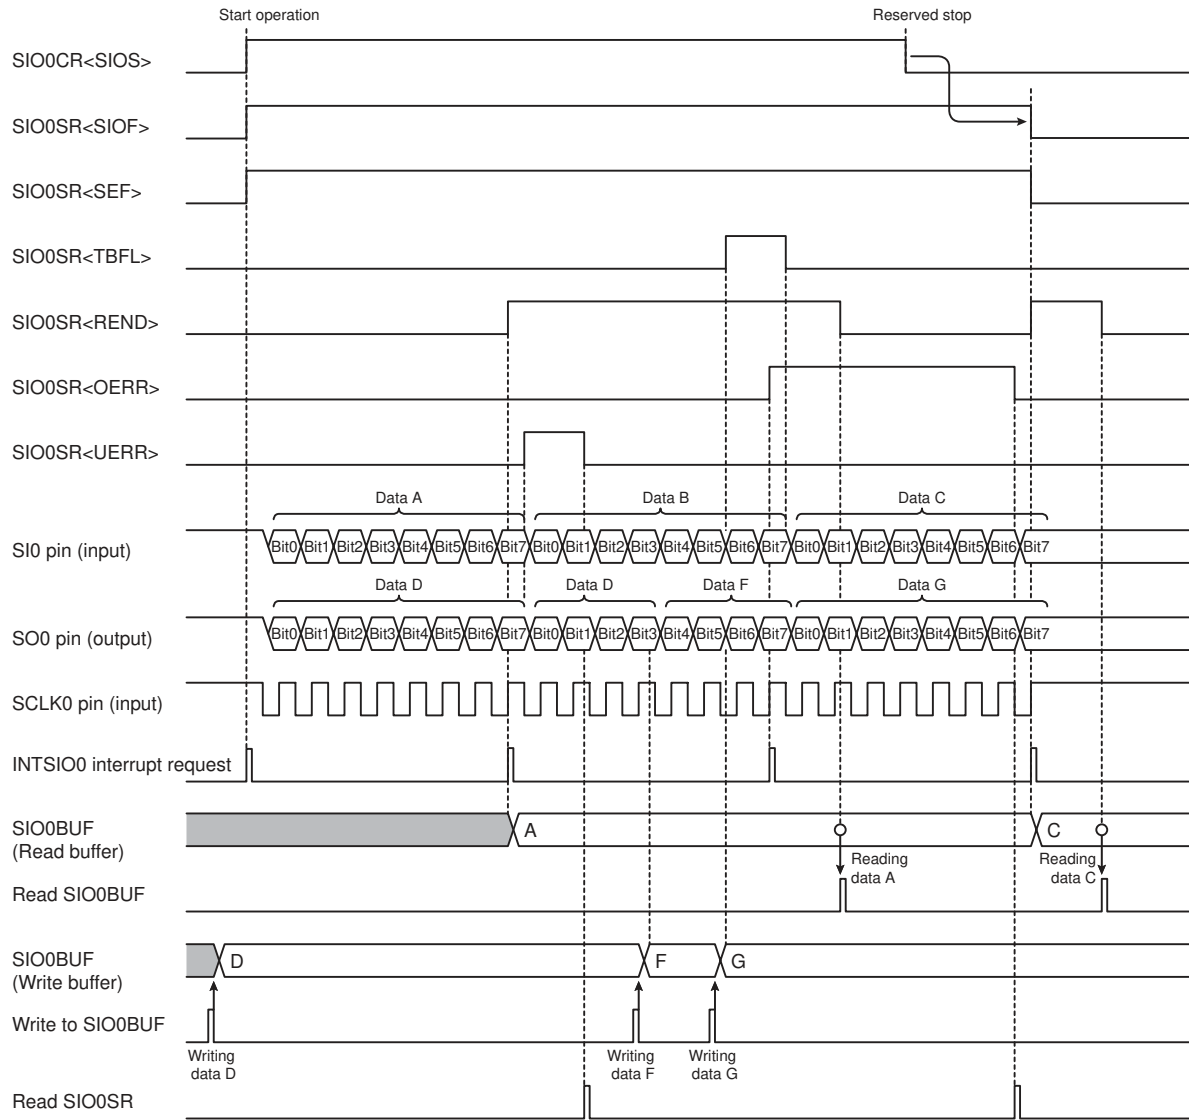 Start operation
Reserved stop
SIO0CR<SIOS>
SIO0SR<SIOF>
SIO0SR<SEF>
SIO0SR<TBFL>
SIO0SR<REND>
SIO0SR<OERR>
SIO0SR<UERR>
Data A Data B Data C
SI0 pin (input)
Bit0 Bit1 Bit2 Bit3 Bit4 Bit5 Bit6 Bit7 Bit0 Bit1 Bit2 Bit3 Bit4 Bit5 Bit6 Bit7 Bit0 Bit1 Bit2 Bit3 Bit4 Bit5 Bit6 Bit7
Data D Data D Data F Data G
SO0 pin (output)
Bit0 Bit1 Bit2 Bit3 Bit4 Bit5 Bit6 Bit7 Bit0 Bit1 Bit2 Bit3 Bit4 Bit5 Bit6 Bit7 Bit0 Bit1 Bit2 Bit3 Bit4 Bit5 Bit6 Bit7
SCLK0 pin (input)
INTSIO0 interrupt request
SIO0BUF
(Read buffer)
A
C
Reading
data A
Reading
data C
Read SIO0BUF
SIO0BUF
(Write buffer)
D
F
G
Write to SIO0BUF
Writing
data D
Writing
data F
Writing
data G
Read SIO0SR